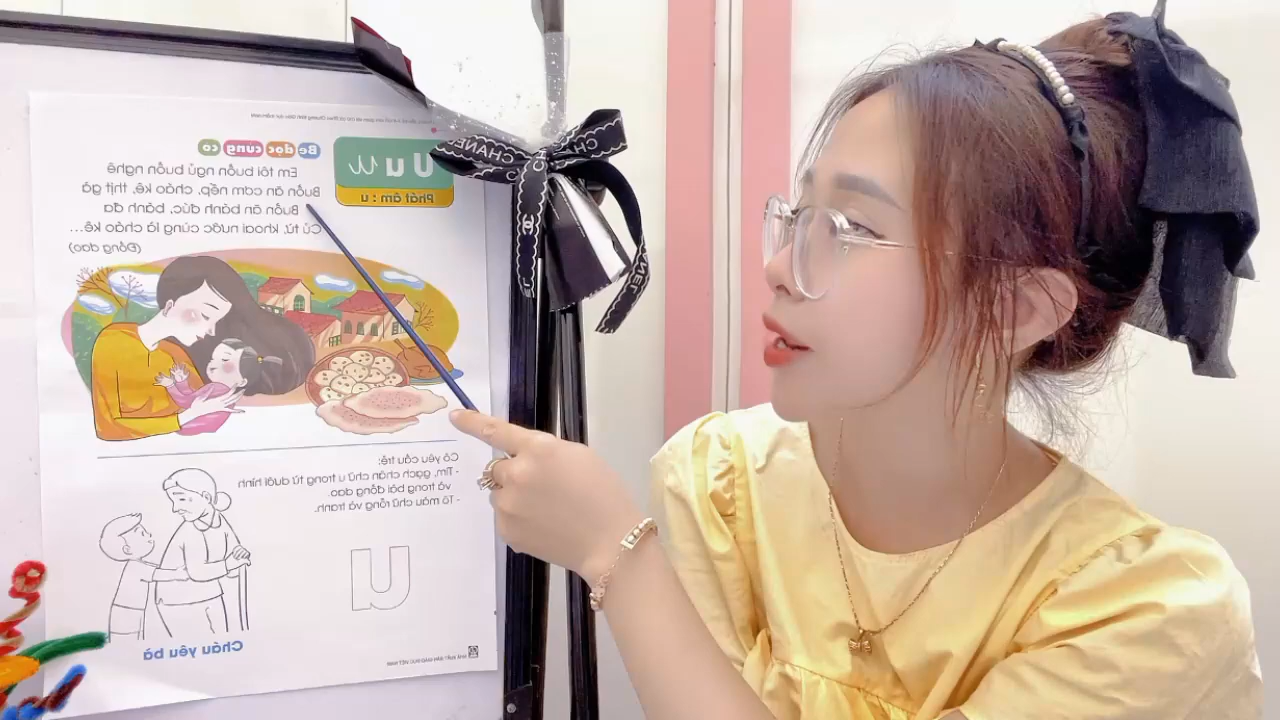 Bé đọc cùng cô
Em tôi buồn ngủ buồn nghê
Buồn ăn cơm nếp, cháo kê, thịt gà
Buồn ăn bánh đúc, bánh đa
Củ từ, khoai nước cùng là cháo kê...
(Đồng dao)
U u u
Phát âm : u
CHANEL
CHANEL
Cô yêu cầu trẻ:
- Tìm, gạch chân chữ u trong từ dưới hình
và trong bài đồng dao.
- Tô màu chữ rỗng và tranh.
u
Cháu yêu bà